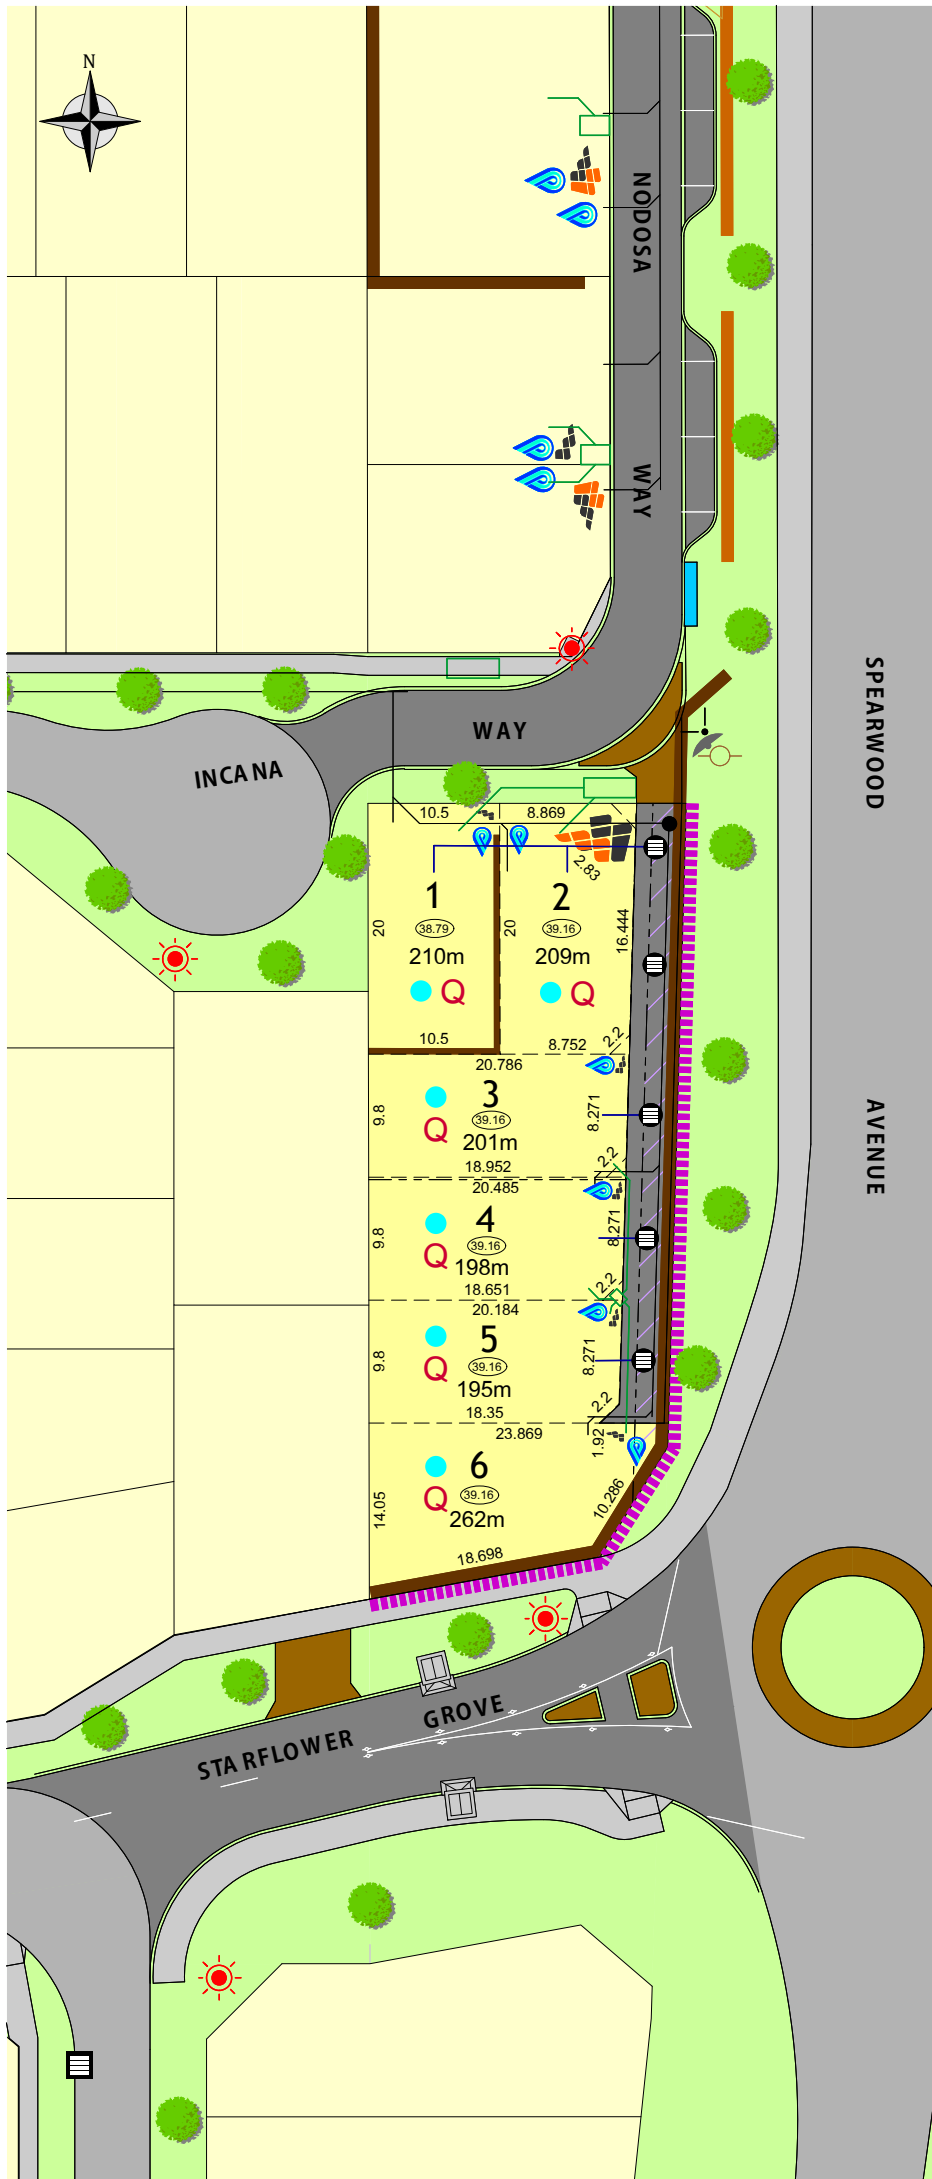 N
NODOSA
WAY
SPEARWOOD
WAY
INCANA
10.5
8.869
2.83
1
2
20
38.79
20
39.16
16.444
210m
209m
Q
Q
10.5
8.752
2.2
20.786
3
9.8
39.16
8.271
201m
Q
18.952
2.2
20.485
AVENUE
4
9.8
39.16
8.271
198m
Q
18.651
2.2
20.184
5
9.8
39.16
8.271
195m
Q
18.35
2.2
23.869
1.92
6
14.05
39.16
10.286
262m
Q
18.698
STARFLOWER GROVE